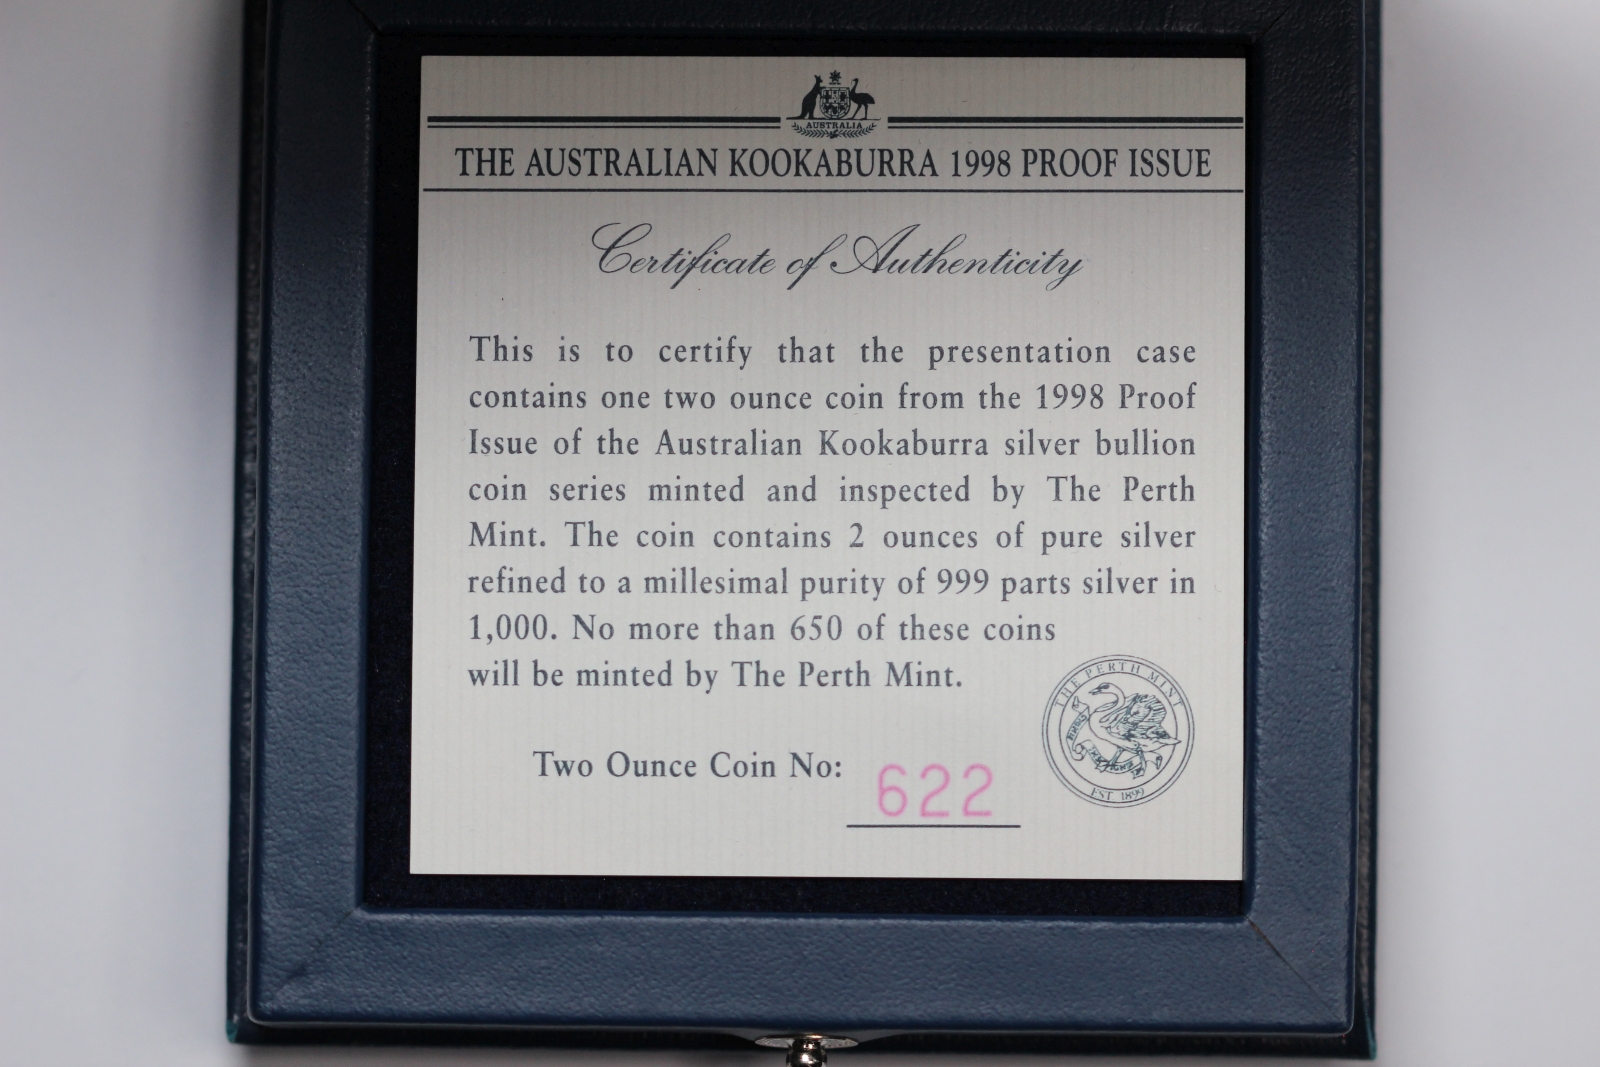 AUSTRALIA
THE AUSTRALIAN KOOKABURRA 1998 PROOF ISSUE
Certificate of Authenticity
This is to certify that the presentation case
contains one two ounce coin from the 1998 Proof
Issue of the Australian Kookaburra silver bullion
coin series minted and inspected by The Perth
Mint. The coin contains 2 ounces of pure silver
refined to a millesimal purity of 999 parts silver in
1,000. No more than 650 of these coins
will be minted by The Perth Mint.
THE PERTH MINT
EST. 1899
Two Ounce Coin No: 622